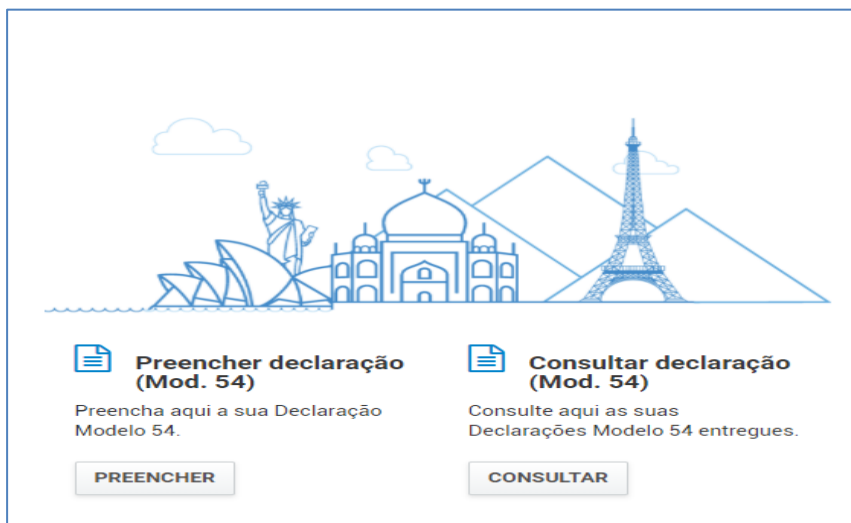 Preencher declaração
(Mod. 54)
Preencha aqui a sua Declaração
Modelo 54.
PREENCHER
Consultar declaração
(Mod. 54)
Consulte aqui as suas
Declarações Modelo 54 entregues.
CONSULTAR